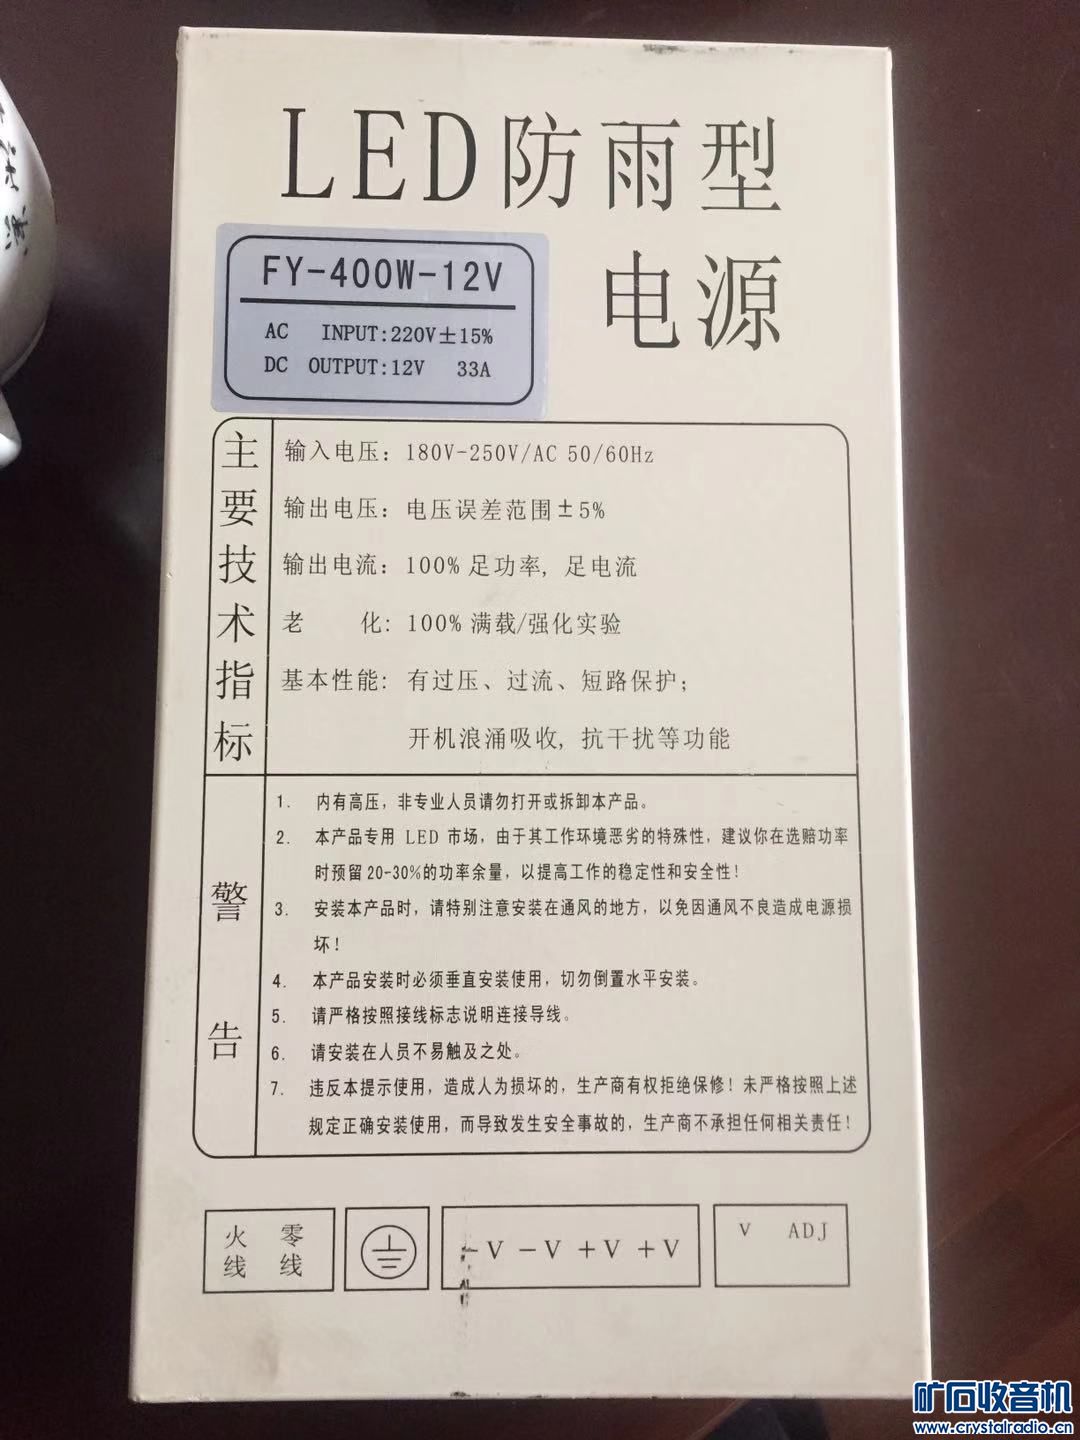 LED防雨型
电源
FY-400W-12V
AC INPUT:220V±15%
DC OUTPUT:12V 33A
主要技术指标
输入电压：180V-250V/AC 50/60Hz
输出电压：电压误差范围±5%
输出电流：100%足功率，足电流
老 化：100%满载/强化实验
基本性能：有过压、过流、短路保护；
开机浪涌吸收，抗干扰等功能
警告
1. 内有高压，非专业人员请勿打开或拆卸本产品。
2. 本产品专用 LED 市场，由于其工作环境恶劣的特殊性，建议你在选赔功率
时预留20-30%的功率余量，以提高工作的稳定性和安全性！
3. 安装本产品时，请特别注意安装在通风的地方，以免因通风不良造成电源损
坏！
4. 本产品安装时必须垂直安装使用，切勿倒置水平安装。
5. 请严格按照接线标志说明连接导线。
6. 请安装在人员不易触及之处。
7. 违反本提示使用，造成人为损坏的，生产商有权拒绝保修！未严格按照上述
规定正确安装使用，而导致发生安全事故的，生产商不承担任何相关责任！
火线 零线 －V －V ＋V ＋V V ADJ
矿石收音机
www.crystalradio.cn